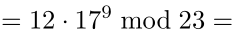 = 12 · 17⁹ mod 23 =